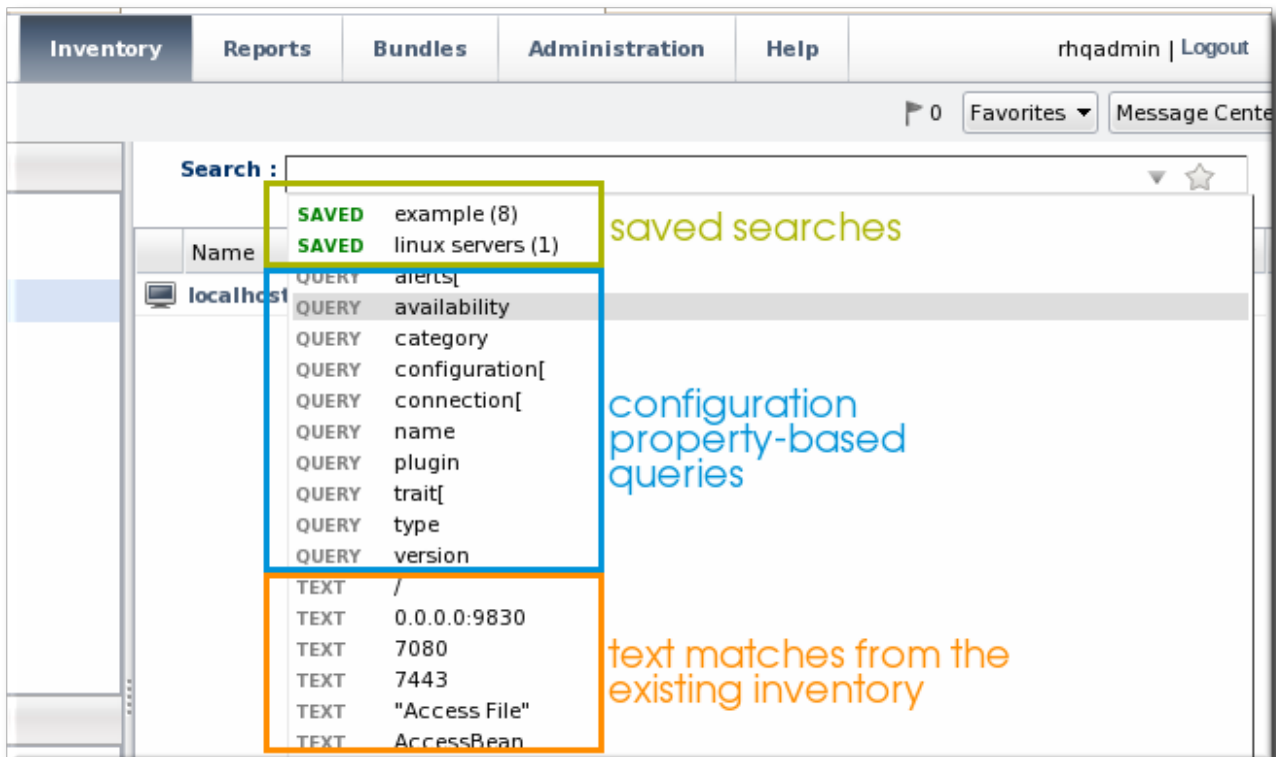 Inventory Reports Bundles Administration Help rhqadmin | Logout
0 Favorites Message Cente
Search :
SAVED example (8)
SAVED linux servers (1)
saved searches
Name
localhost
QUERY alerts[
QUERY availability
QUERY category
QUERY configuration[
QUERY connection[
QUERY name
QUERY plugin
QUERY trait[
QUERY type
QUERY version
configuration
property-based
queries
TEXT /
TEXT 0.0.0.0:9830
TEXT 7080
TEXT 7443
TEXT "Access File"
TEXT AccessBean
text matches from the
existing inventory